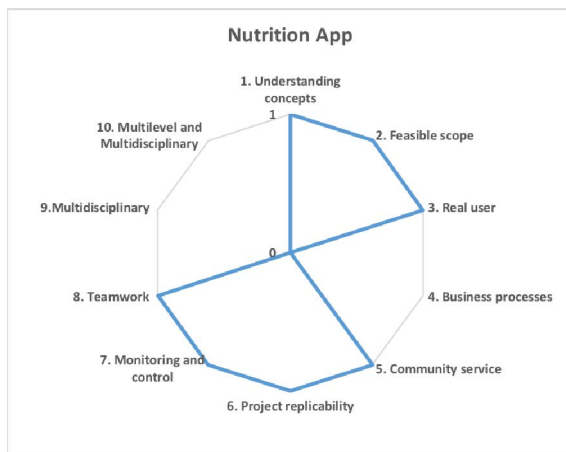 Nutrition App
1. Understanding
concepts
1
2. Feasible scope
3. Real user
4. Business processes
5. Community service
6. Project replicability
7. Monitoring and
control
8. Teamwork
9.Multidisciplinary
10. Multilevel and
Multidisciplinary
0